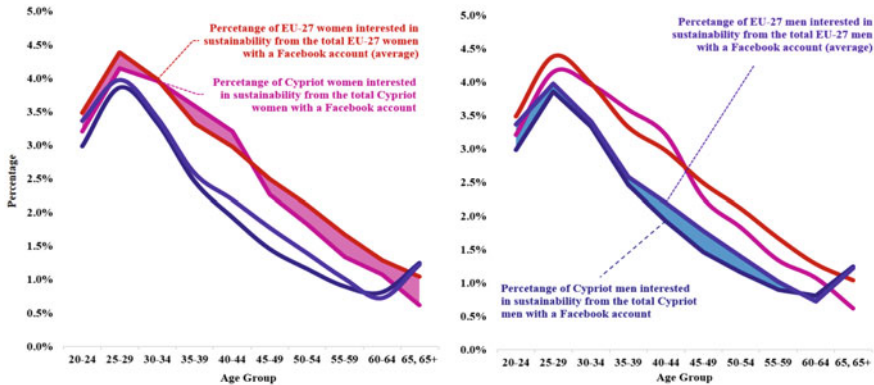 5.0%
4.5%
4.0%
3.5%
3.0%
2.5%
2.0%
1.5%
1.0%
0.5%
0.0%
Percentage
Percetange of EU-27 women interested in
sustainability from the total EU-27 women
with a Facebook account (average)
Percetange of Cypriot women interested
in sustainability from the total Cypriot
women with a Facebook account
20-24 25-29 30-34 35-39 40-44 45-49 50-54 55-59 60-64 65, 65+
Age Group
5.0%
4.5%
4.0%
3.5%
3.0%
2.5%
2.0%
1.5%
1.0%
0.5%
0.0%
Percetange of EU-27 men interested in
sustainability from the total EU-27 men
with a Facebook account (average)
Percetange of Cypriot men interested
in sustainability from the total Cypriot
men with a Facebook account
20-24 25-29 30-34 35-39 40-44 45-49 50-54 55-59 60-64 65, 65+
Age Group